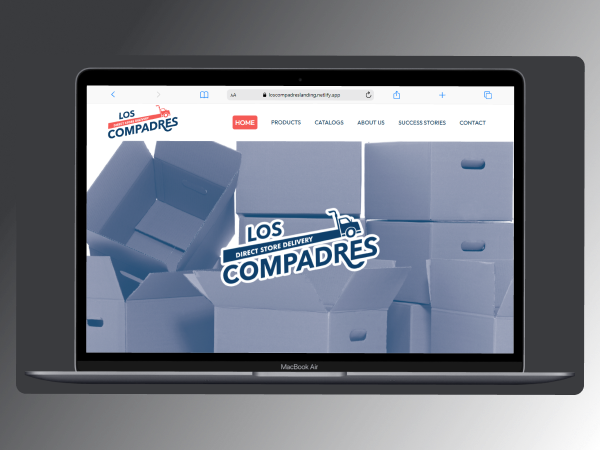 AA loscompadreslanding.netlify.app
LOS
DIRECT STORE DELIVERY
COMPADRES
HOME PRODUCTS CATALOGS ABOUT US SUCCESS STORIES CONTACT
LOS
DIRECT STORE DELIVERY
COMPADRES
MacBook Air